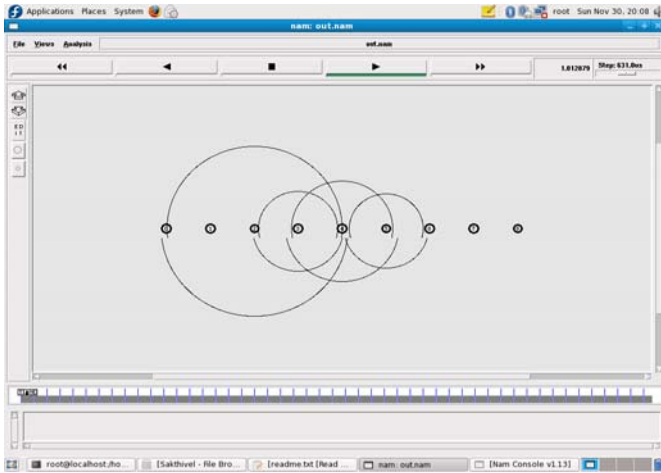 Applications Places System root Sun Nov 30, 20:08
nam: out.nam
File Views Analysis out.nam
1.012879 Step: 631.0us
root@localhost:/ho... [Sakthivel - File Bro... [readme.txt [Read ... nam: out.nam [Nam Console v1.13]